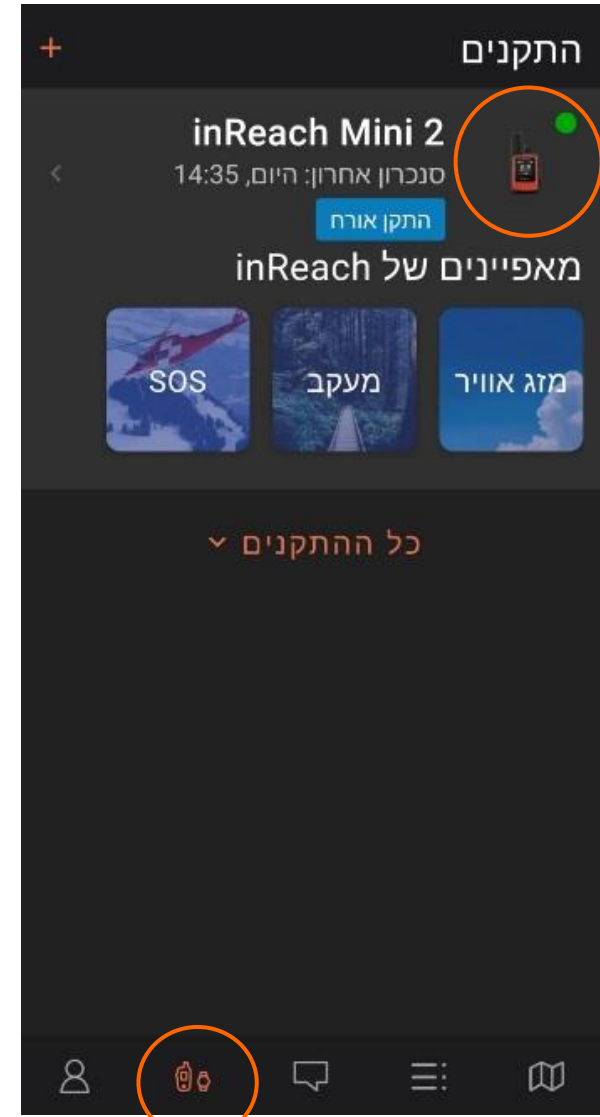 התקנים
+
inReach Mini 2
סנכרון אחרון: היום, 14:35
התקן אורח
מאפיינים של inReach
מזג אוויר
מעקב
SOS
כל ההתקנים